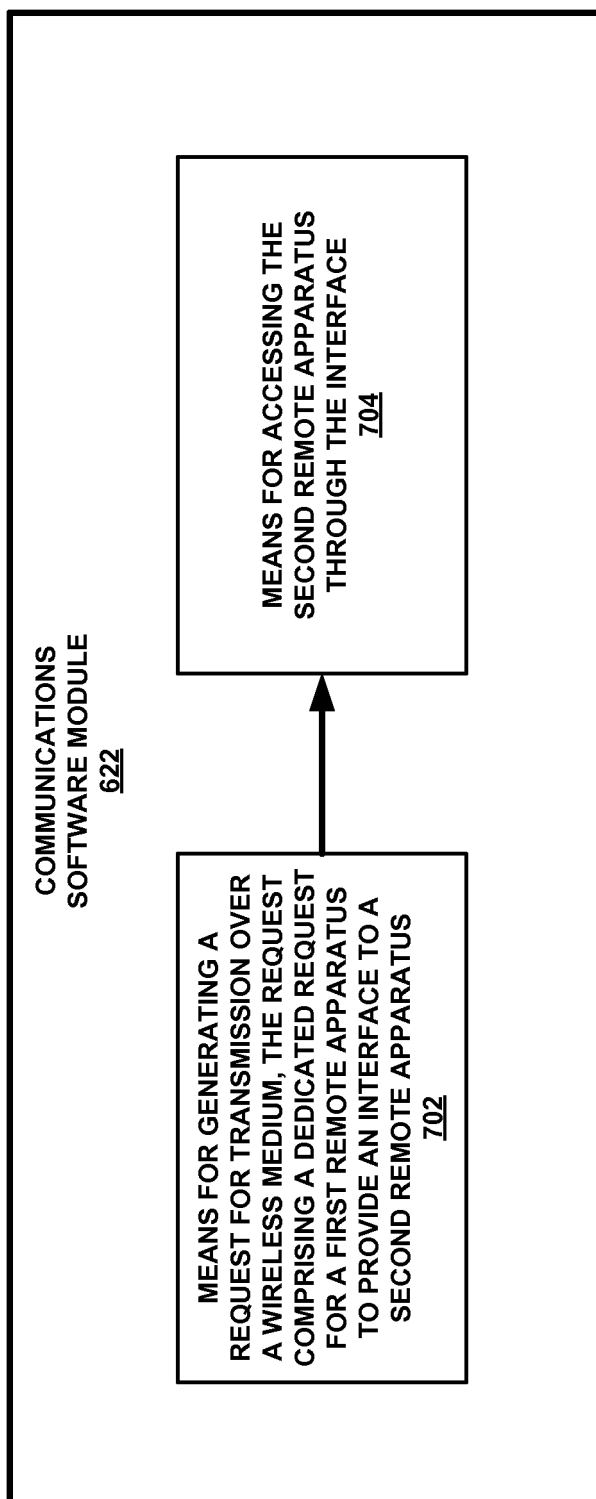 COMMUNICATIONS
SOFTWARE MODULE
622
MEANS FOR GENERATING A
REQUEST FOR TRANSMISSION OVER
A WIRELESS MEDIUM, THE REQUEST
COMPRISING A DEDICATED REQUEST
FOR A FIRST REMOTE APPARATUS
TO PROVIDE AN INTERFACE TO A
SECOND REMOTE APPARATUS
702
MEANS FOR ACCESSING THE
SECOND REMOTE APPARATUS
THROUGH THE INTERFACE
704